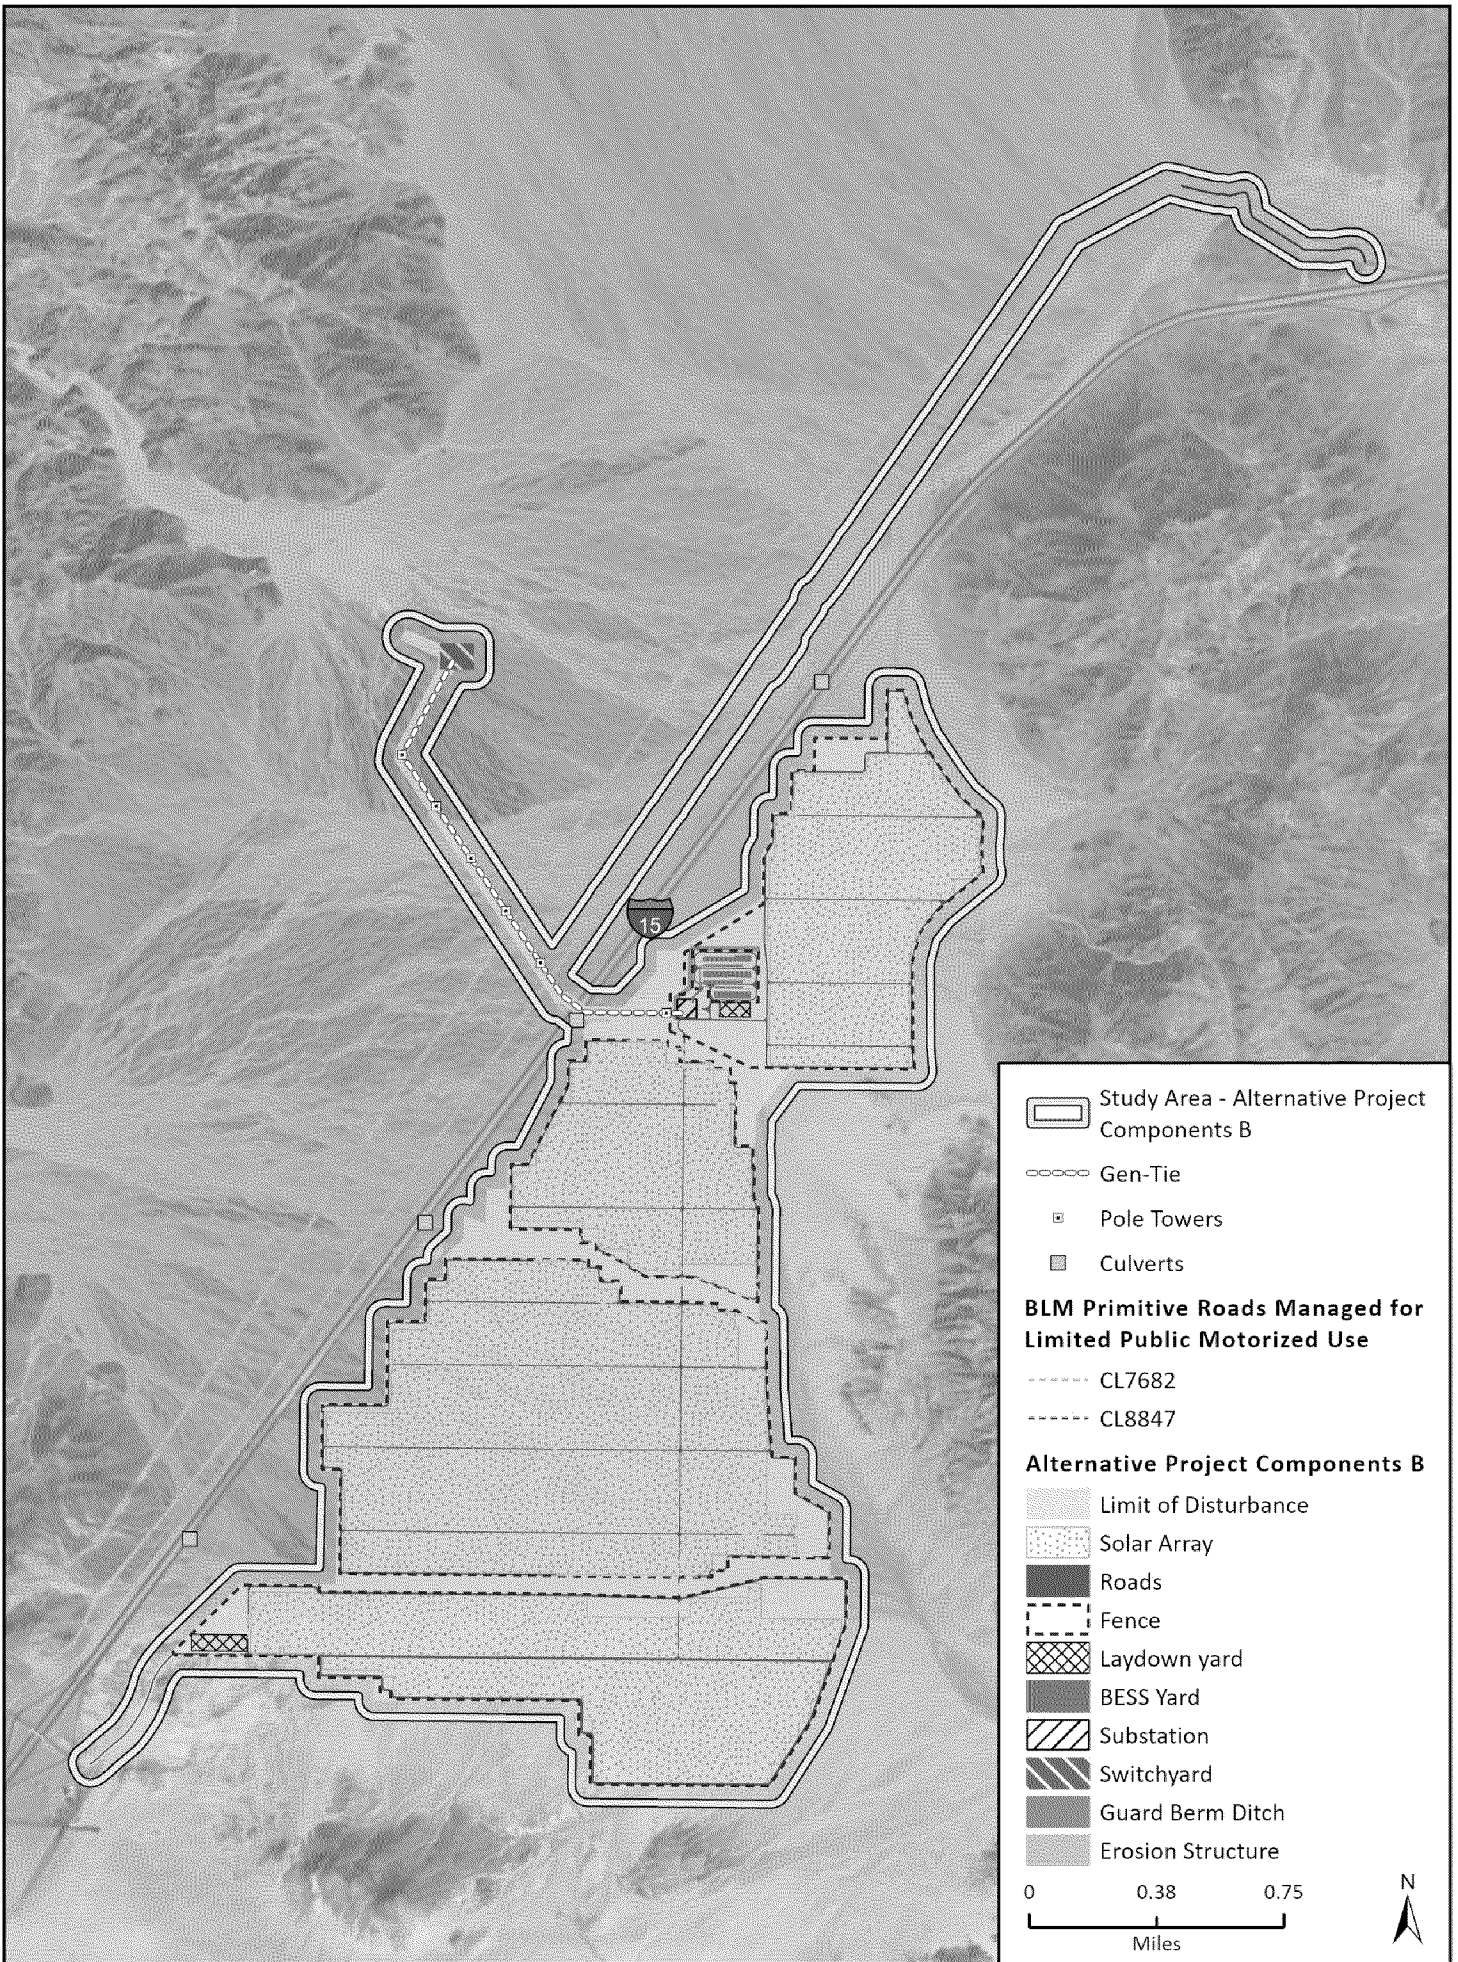 15
Study Area - Alternative Project
Components B
Gen-Tie
Pole Towers
Culverts
BLM Primitive Roads Managed for
Limited Public Motorized Use
CL7682
CL8847
Alternative Project Components B
Limit of Disturbance
Solar Array
Roads
Fence
Laydown yard
BESS Yard
Substation
Switchyard
Guard Berm Ditch
Erosion Structure
0 0.38 0.75
Miles
N